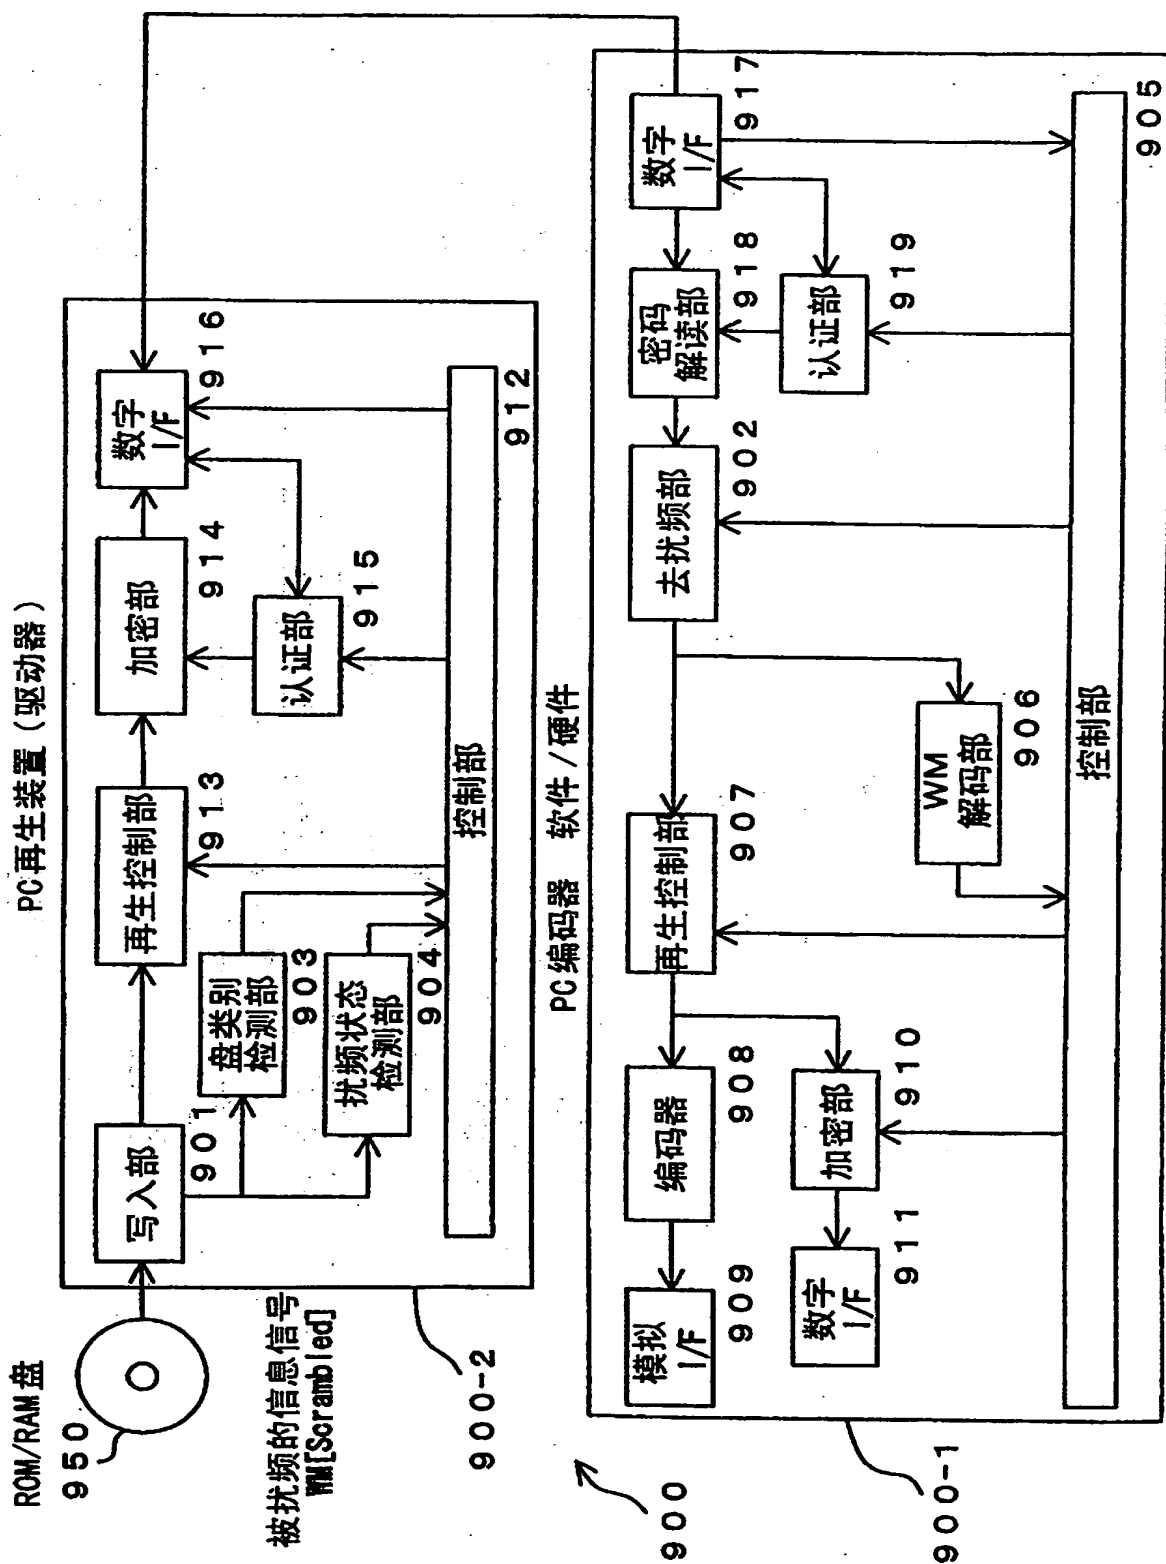 ROM/RAM盘
950
PC再生装置(驱动器)
写入部
901
再生控制部
913
加密部
914
数字
I/F
916
盘类别
检测部
903
扰频状态
检测部
904
认证部
915
控制部
912
被扰频的信息信号
WM[Scrambled]
900-2
PC编码器 软件/硬件
模拟
I/F
909
编码器
908
再生控制部
907
去扰频部
902
密码
解读部
918
数字
I/F
917
数字
I/F
911
加密部
910
WM
解码部
906
认证部
919
控制部
905
900
900-1